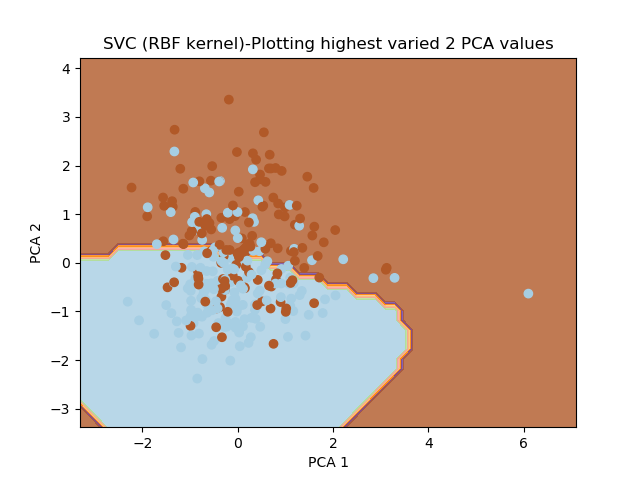 SVC (RBF kernel)-Plotting highest varied 2 PCA values
4
3
2
1
0
−1
−2
−3
PCA 2
−2 0 2 4 6
PCA 1